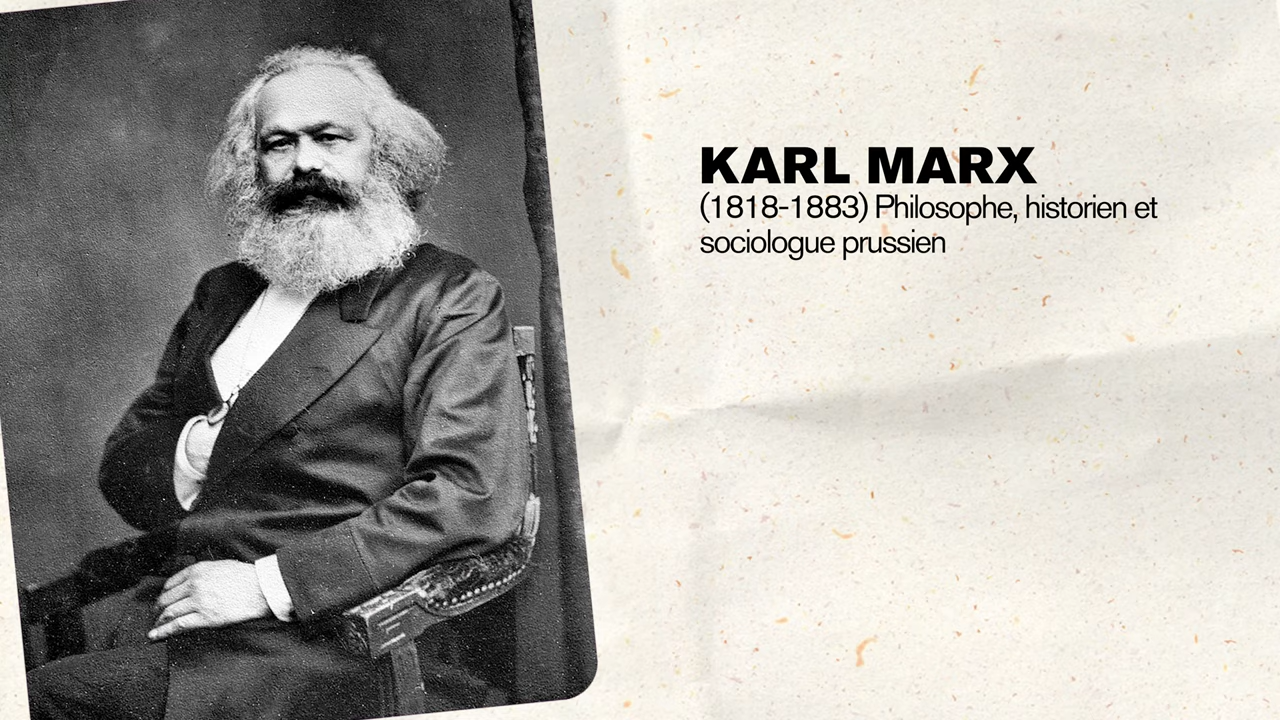 KARL MARX
(1818-1883) Philosophe, historien et
sociologue prussien